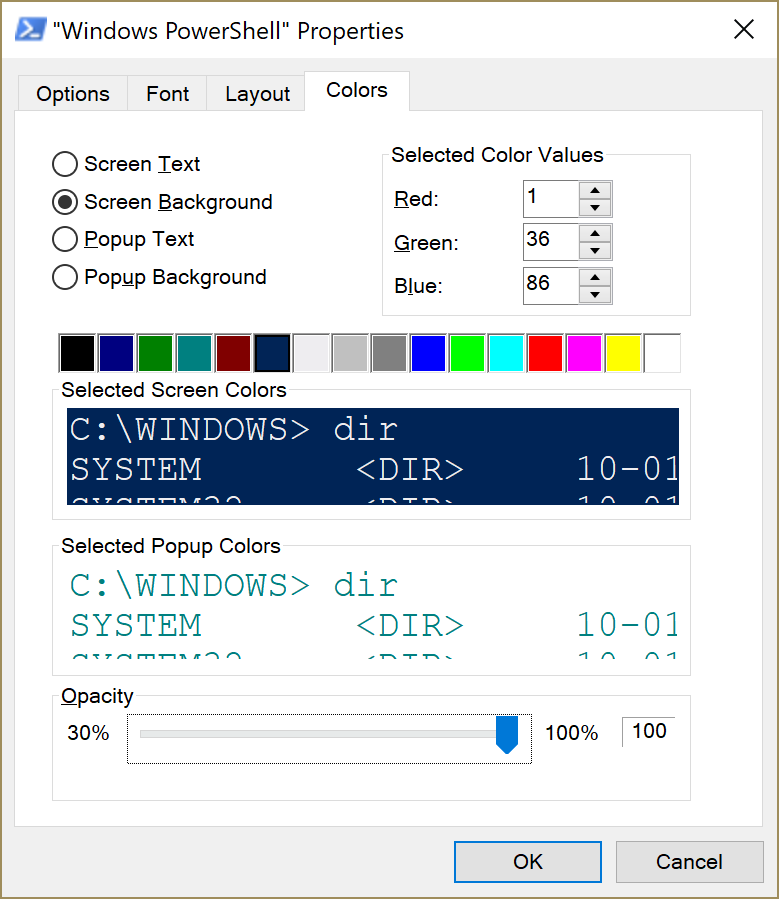 "Windows PowerShell" Properties
Options Font Layout Colors
Screen Text
Screen Background
Popup Text
Popup Background
Selected Color Values
Red: 1
Green: 36
Blue: 86
Selected Screen Colors
C:\WINDOWS> dir
SYSTEM <DIR> 10-01
Selected Popup Colors
C:\WINDOWS> dir
SYSTEM <DIR> 10-01
Opacity
30% 100% 100
OK Cancel